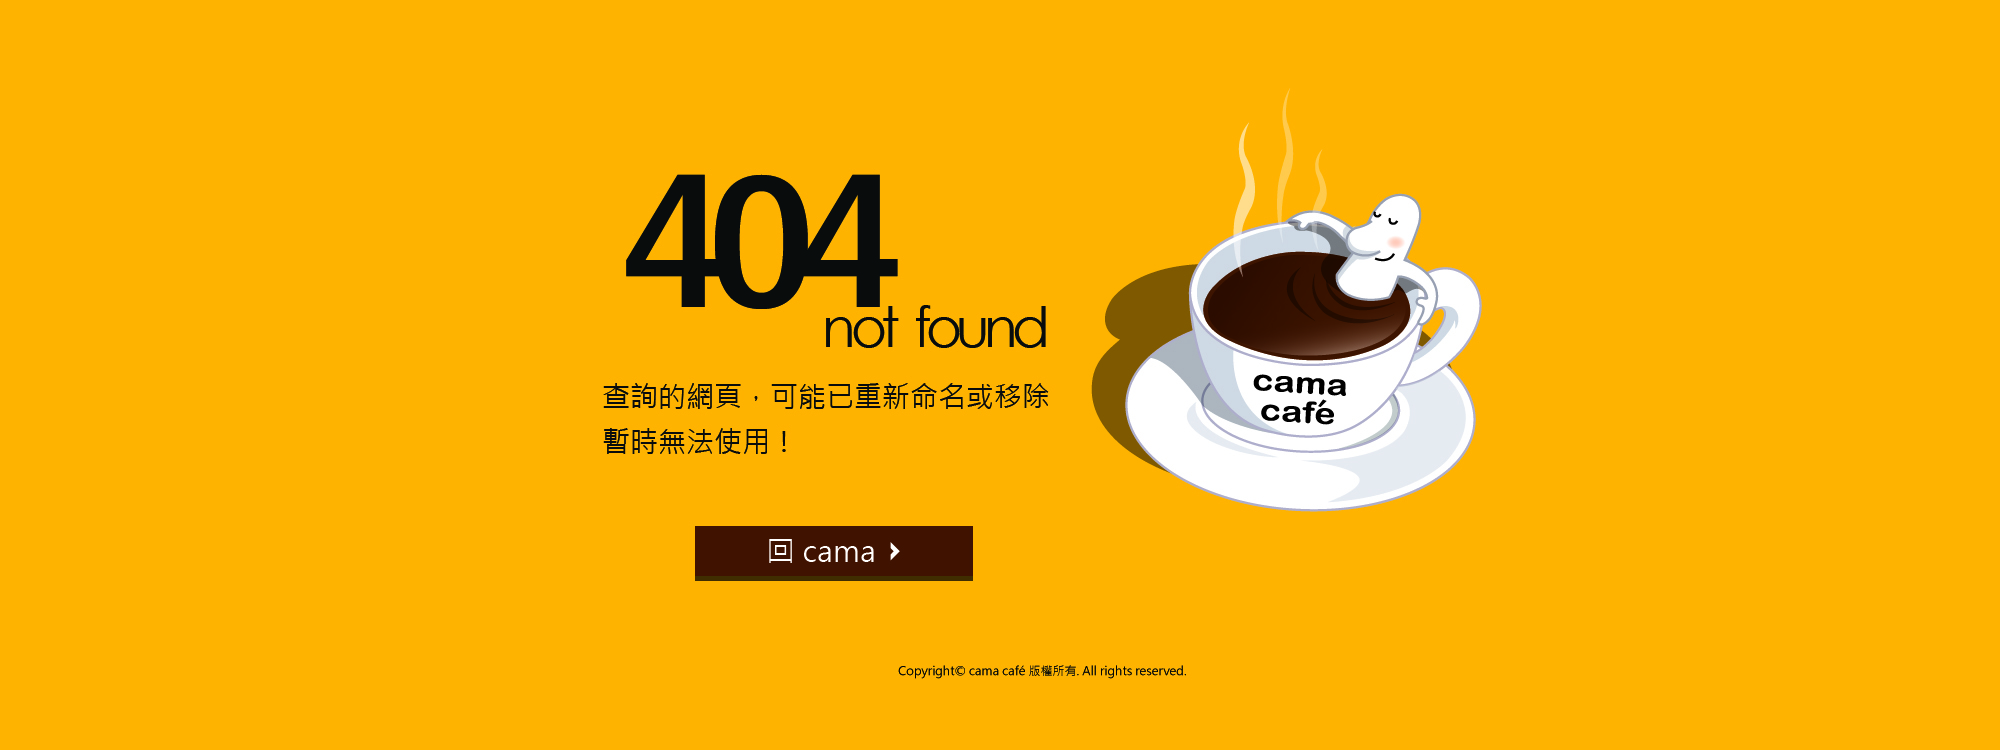 404
not found
查詢的網頁，可能已重新命名或移除
暫時無法使用！
cama
café
回 cama
Copyright© cama café 版權所有. All rights reserved.